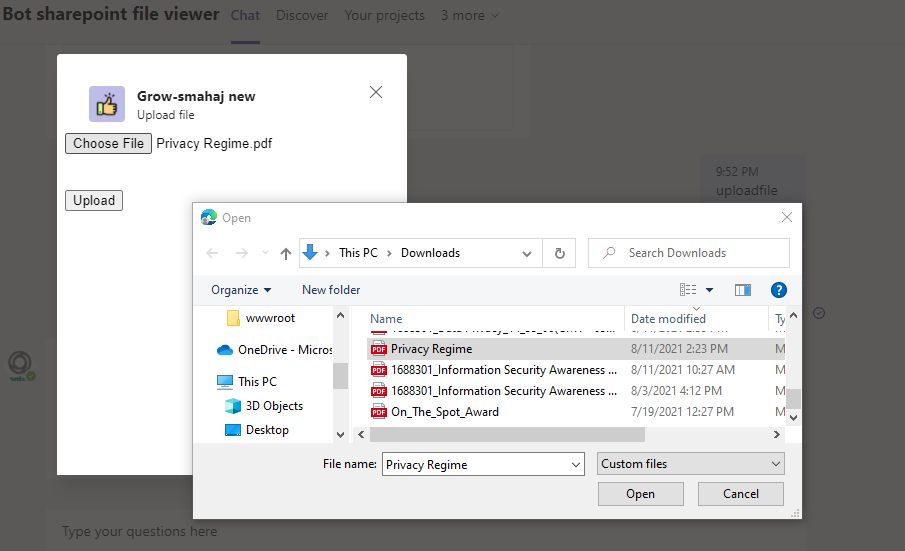 Bot sharepoint file viewer Chat Discover Your projects 3 more
Grow-smahaj new
Upload file
Choose File Privacy Regime.pdf
Upload
9:52 PM
uploadfile
Open
This PC > Downloads
Search Downloads
Organize New folder
wwwroot
OneDrive - Micros
This PC
3D Objects
Desktop
Name Date modified Ty
Privacy Regime 8/11/2021 2:23 PM M
1688301_Information Security Awareness ... 8/11/2021 10:27 AM M
1688301_Information Security Awareness ... 8/3/2021 4:12 PM M
On_The_Spot_Award 7/19/2021 12:27 PM M
File name: Privacy Regime Custom files
Open Cancel
Type your questions here